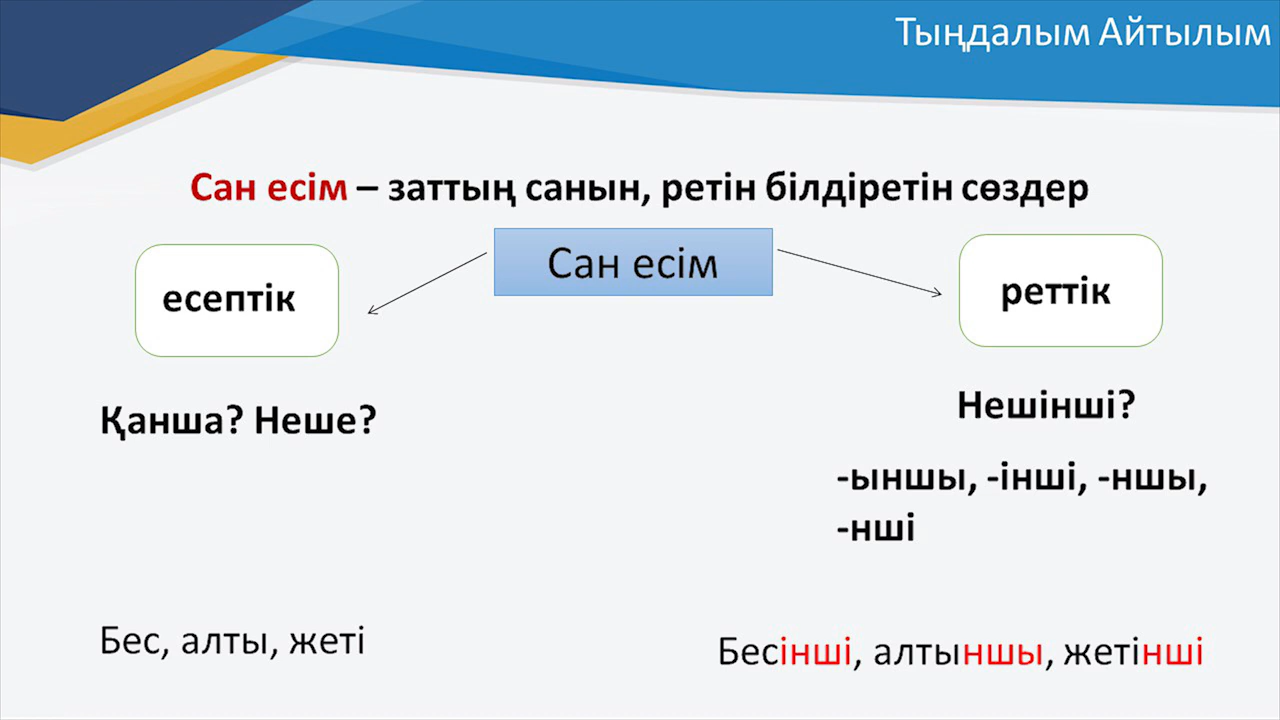 Тыңдалым Айтылым
Сан есім – заттың санын, ретін білдіретін сөздер
Сан есім
есептік
реттік
Қанша? Неше?
Нешінші?
-ыншы, -інші, -ншы,
-нші
Бес, алты, жеті
Бесінші, алтыншы, жетінші